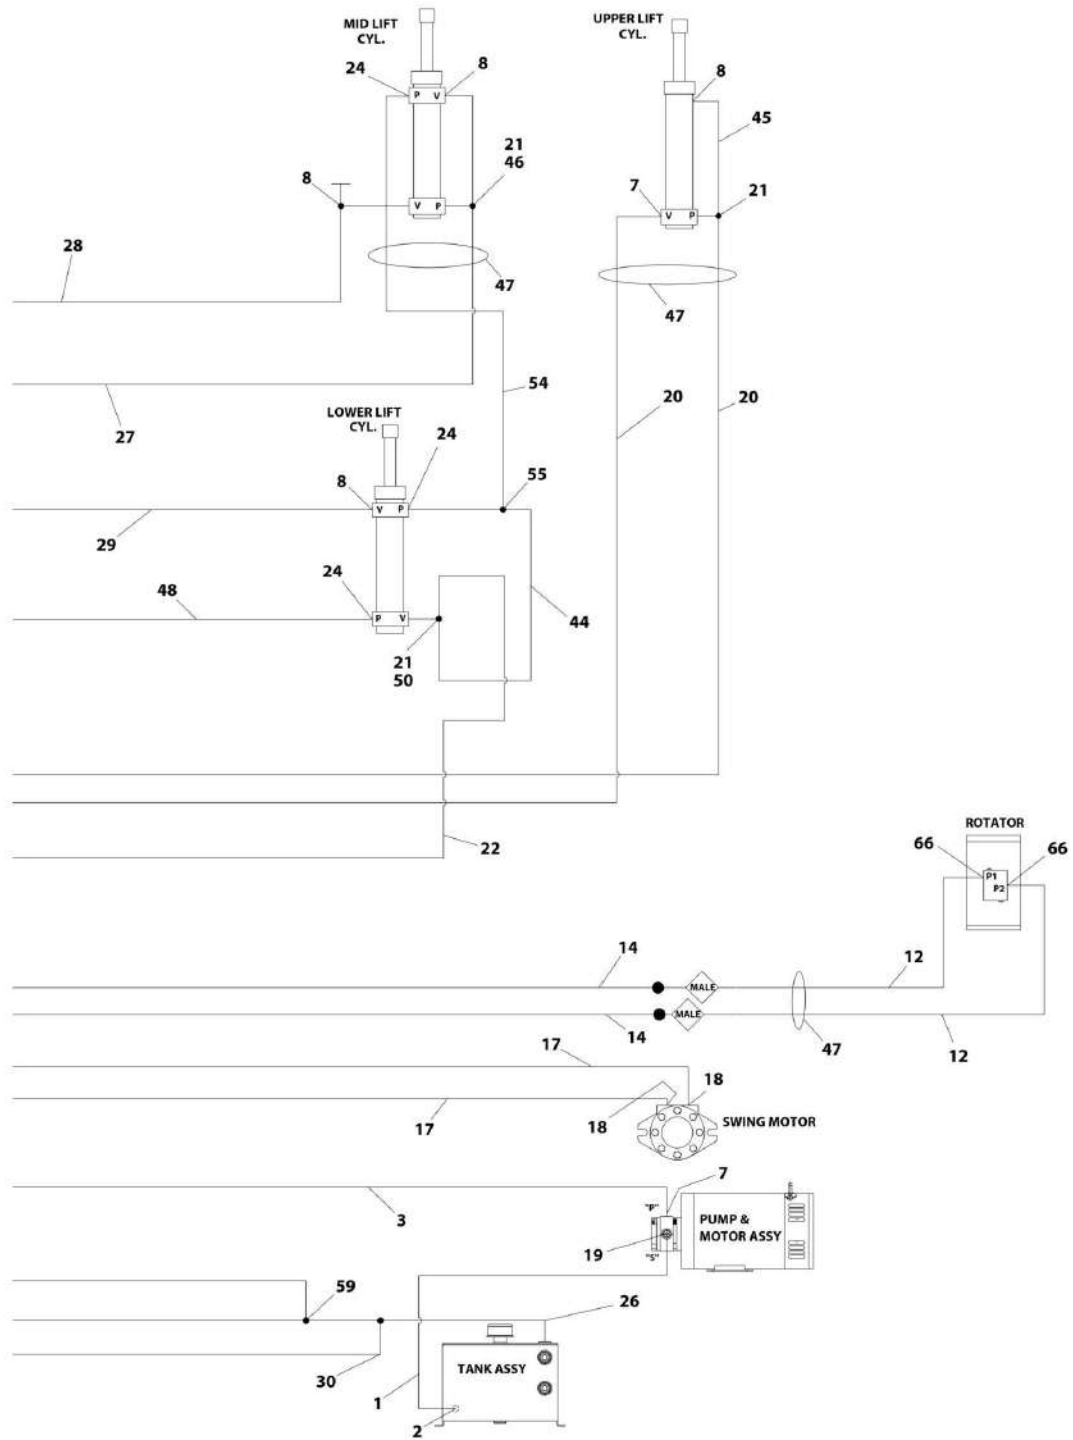 MID LIFT
CYL.
UPPER LIFT
CYL.
24
8
8
P V
45
21
46
8
7
21
V P
V P
28
47
47
54
20
20
27
LOWER LIFT
CYL.
24
55
8
V P
29
24
48
44
P V
21
50
22
ROTATOR
66
66
P1
P2
14
12
MALE
MALE
14
47
12
17
18
17
18
SWING MOTOR
7
3
"P"
PUMP &
MOTOR ASSY
19
"S"
59
26
TANK ASSY
30
1
2